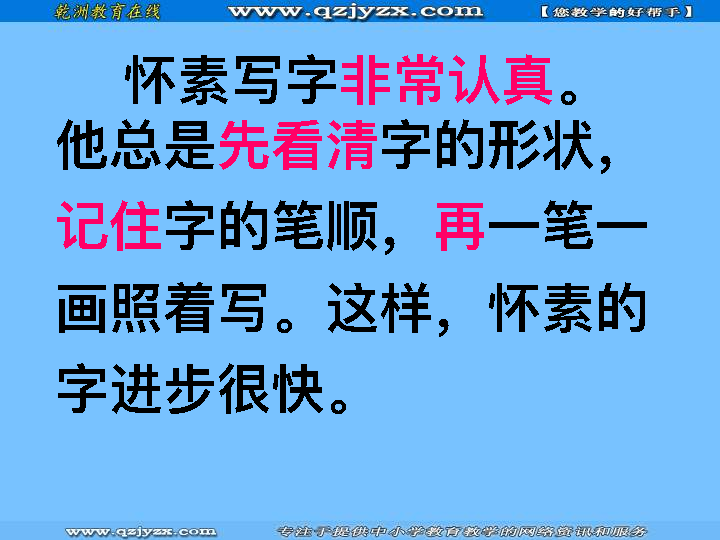 乾洲教育在线 www.qzjyzx.com 【您教学的好帮手】
怀素写字非常认真。
他总是先看清字的形状，
记住字的笔顺，再一笔一
画照着写。这样，怀素的
字进步很快。
www.qzjyzx.com 专注于提供中小学教育教学的网络资讯和服务